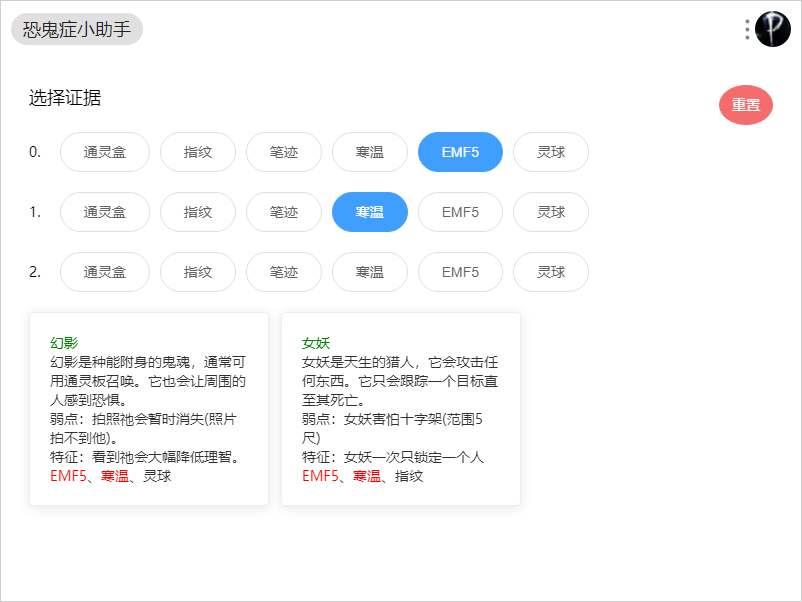 恐鬼症小助手
选择证据
重置
0. 通灵盒 指纹 笔迹 寒温 EMF5 灵球
1. 通灵盒 指纹 笔迹 寒温 EMF5 灵球
2. 通灵盒 指纹 笔迹 寒温 EMF5 灵球
幻影
幻影是种能附身的鬼魂，通常可
用通灵板召唤。它也会让周围的
人感到恐惧。
弱点：拍照祂会暂时消失(照片
拍不到他)。
特征：看到祂会大幅降低理智。
EMF5、寒温、灵球
女妖
女妖是天生的猎人，它会攻击任
何东西。它只会跟踪一个目标直
至其死亡。
弱点：女妖害怕十字架(范围5
尺)
特征：女妖一次只锁定一个人
EMF5、寒温、指纹